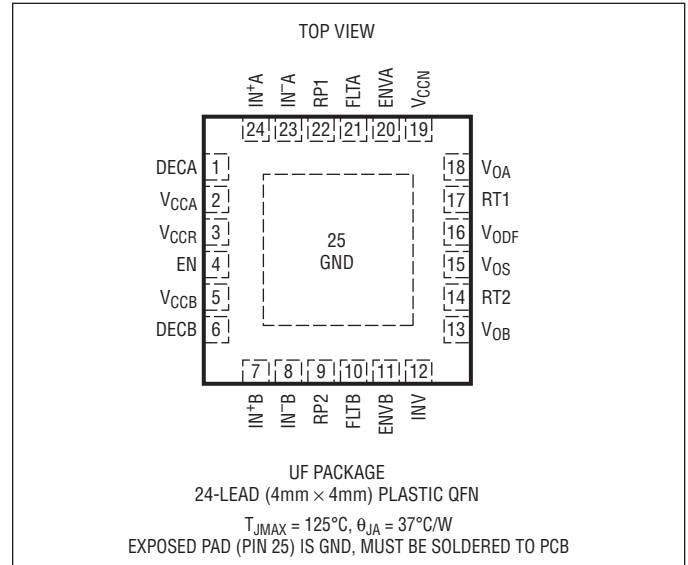 TOP VIEW
IN⁺A IN⁻A RP1 FLTA ENVA VCCN
24 23 22 21 20 19
DECA 1
VCCA 2
VCCR 3
EN 4
VCCB 5
DECB 6
25
GND
18 VOA
17 RT1
16 VODF
15 VOS
14 RT2
13 VOB
7 8 9 10 11 12
IN⁺B IN⁻B RP2 FLTB ENVB INV
UF PACKAGE
24-LEAD (4mm × 4mm) PLASTIC QFN
TJMAX = 125°C, θJA = 37°C/W
EXPOSED PAD (PIN 25) IS GND, MUST BE SOLDERED TO PCB